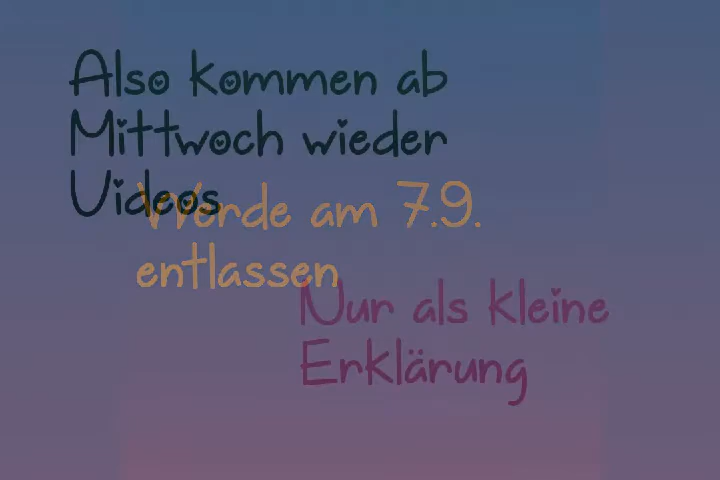 Also kommen ab
Mittwoch wieder
Videos
Werde am 7.9.
entlassen
Nur als kleine
Erklärung